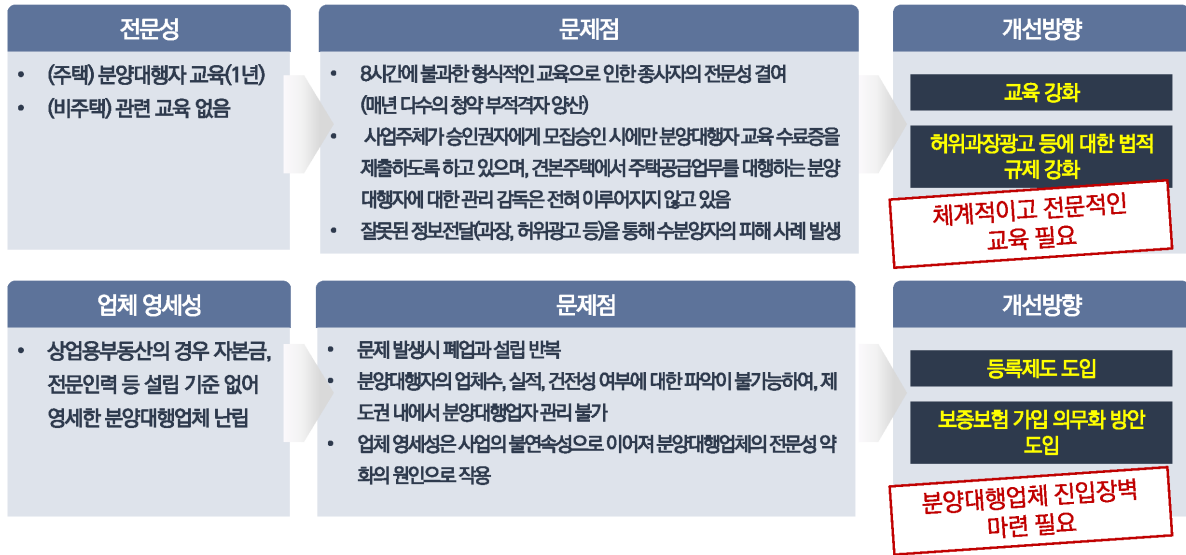 전문성
• (주택) 분양대행자 교육(1년)
• (비주택) 관련 교육 없음
문제점
• 8시간에 불과한 형식적인 교육으로 인한 종사자의 전문성 결여
(매년 다수의 청약 부적격자 양산)
• 사업주체가 승인권자에게 모집승인 시에만 분양대행자 교육 수료증을
제출하도록 하고 있으며, 견본주택에서 주택공급업무를 대행하는 분양
대행자에 대한 관리 감독은 전혀 이루어지지 않고 있음
• 잘못된 정보전달(과장, 허위광고 등)을 통해 수분양자의 피해 사례 발생
개선방향
교육 강화
허위과장광고 등에 대한 법적
규제 강화
체계적이고 전문적인
교육 필요
업체 영세성
• 상업용부동산의 경우 자본금,
전문인력 등 설립 기준 없어
영세한 분양대행업체 난립
문제점
• 문제 발생시 폐업과 설립 반복
• 분양대행자의 업체수, 실적, 건전성 여부에 대한 파악이 불가능하여, 제
도권 내에서 분양대행업자 관리 불가
• 업체 영세성은 사업의 불연속성으로 이어져 분양대행업체의 전문성 약
화의 원인으로 작용
개선방향
등록제도 도입
보증보험 가입 의무화 방안
도입
분양대행업체 진입장벽
마련 필요